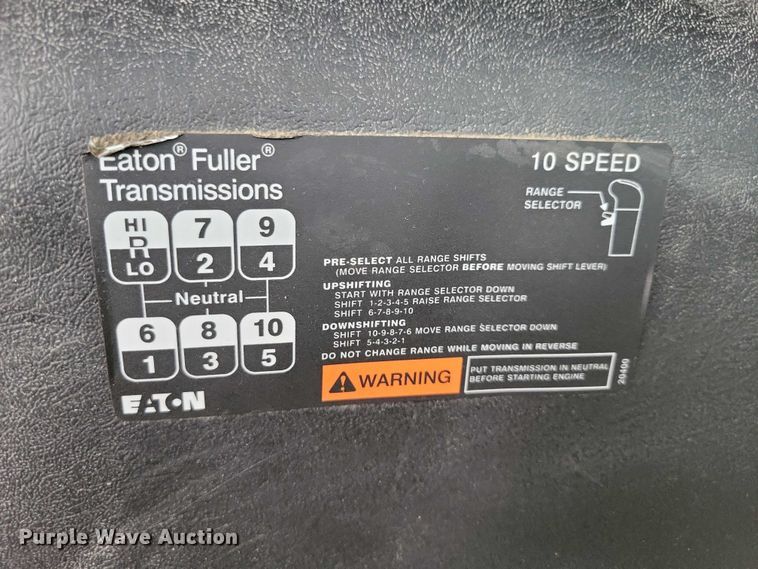 Eaton® Fuller®
Transmissions
10 SPEED
RANGE
SELECTOR
HI 7 9
R
LO 2 4
Neutral
6 8 10
1 3 5
EATON
PRE-SELECT ALL RANGE SHIFTS
(MOVE RANGE SELECTOR BEFORE MOVING SHIFT LEVER)
UPSHIFTING
START WITH RANGE SELECTOR DOWN
SHIFT 1-2-3-4-5 RAISE RANGE SELECTOR
SHIFT 6-7-8-9-10
DOWNSHIFTING
SHIFT 10-9-8-7-6 MOVE RANGE SELECTOR DOWN
SHIFT 5-4-3-2-1
DO NOT CHANGE RANGE WHILE MOVING IN REVERSE
WARNING
PUT TRANSMISSION IN NEUTRAL
BEFORE STARTING ENGINE
20400
Purple Wave Auction